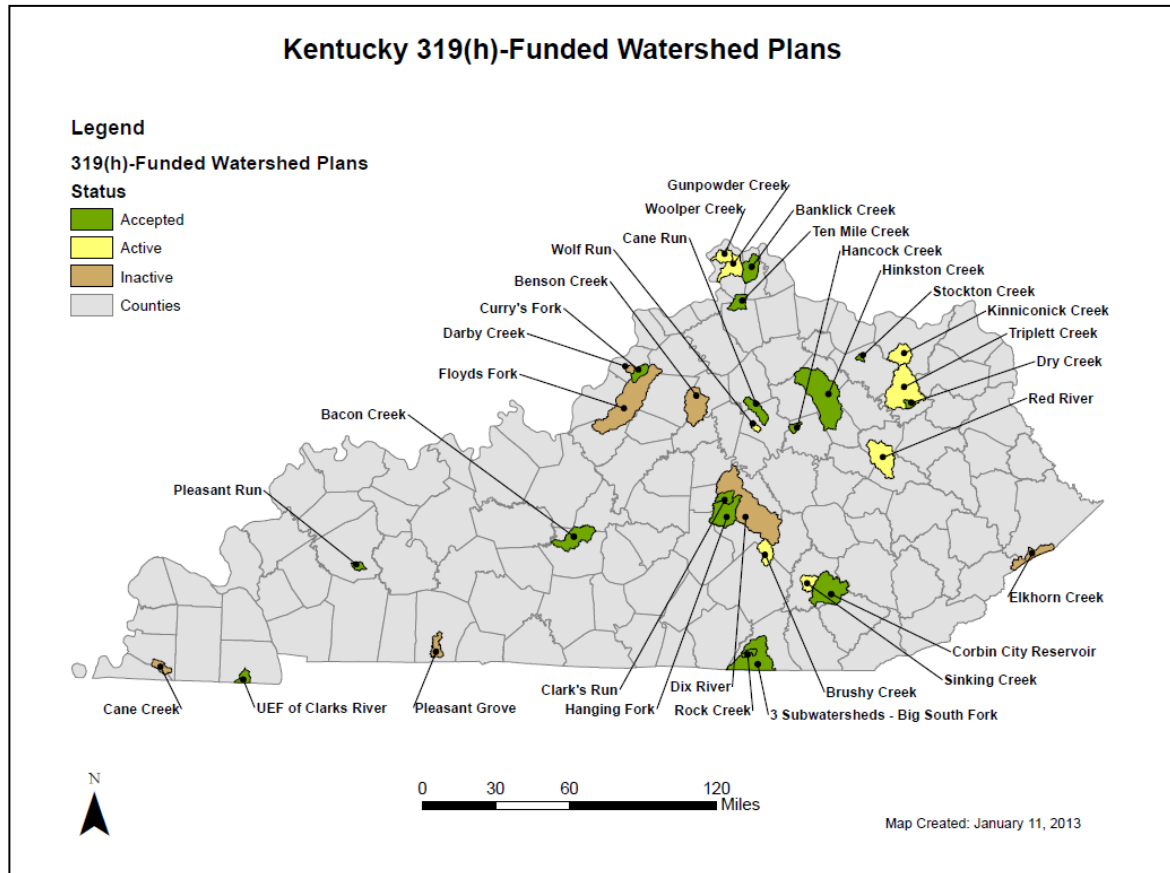 Kentucky 319(h)-Funded Watershed Plans
Legend
319(h)-Funded Watershed Plans
Status
Accepted
Active
Inactive
Counties
Gunpowder Creek
Woolper Creek
Banklick Creek
Cane Run
Ten Mile Creek
Wolf Run
Hancock Creek
Benson Creek
Hinkston Creek
Stockton Creek
Curry's Fork
Kinniconick Creek
Darby Creek
Triplett Creek
Floyds Fork
Dry Creek
Red River
Bacon Creek
Pleasant Run
Elkhorn Creek
Corbin City Reservoir
Sinking Creek
Clark's Run
Dix River
Brushy Creek
Cane Creek
UEF of Clarks River
Pleasant Grove
Hanging Fork
Rock Creek
3 Subwatersheds - Big South Fork
N
0 30 60 120
Miles
Map Created: January 11, 2013